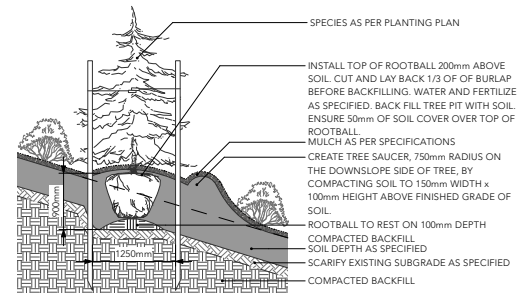 SPECIES AS PER PLANTING PLAN
INSTALL TOP OF ROOTBALL 200mm ABOVE
SOIL. CUT AND LAY BACK 1/3 OF OF BURLAP
BEFORE BACKFILLING. WATER AND FERTILIZE
AS SPECIFIED. BACK FILL TREE PIT WITH SOIL.
ENSURE 50mm OF SOIL COVER OVER TOP OF
ROOTBALL.
MULCH AS PER SPECIFICATIONS
CREATE TREE SAUCER, 750mm RADIUS ON
THE DOWNSLOPE SIDE OF TREE, BY
COMPACTING SOIL TO 150mm WIDTH x
100mm HEIGHT ABOVE FINISHED GRADE OF
SOIL.
ROOTBALL TO REST ON 100mm DEPTH
COMPACTED BACKFILL
SOIL DEPTH AS SPECIFIED
SCARIFY EXISTING SUBGRADE AS SPECIFIED
COMPACTED BACKFILL
900mm
1250mm